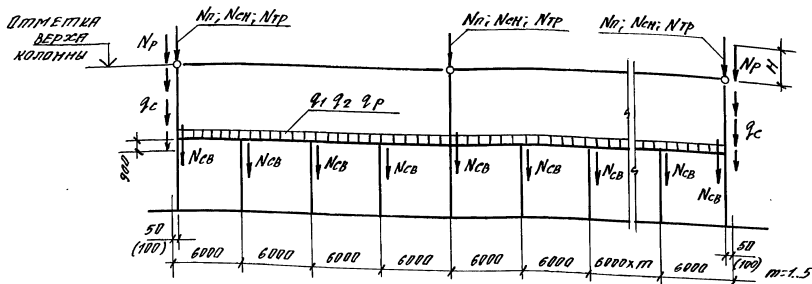 ОТМЕТКА
ВЕРХА
КОЛОННЫ
Nр
Nп; Nсн; Nтр
Nп; Nсн; Nтр
Nп; Nсн; Nтр
Nр
H
qс
q1 q2 qр
qс
900
Nсв
Nсв
Nсв
Nсв
Nсв
Nсв
Nсв
Nсв
Nсв
50
(100)
6000
6000
6000
6000
6000
6000
6000xm
6000
50
(100)
m=1..5